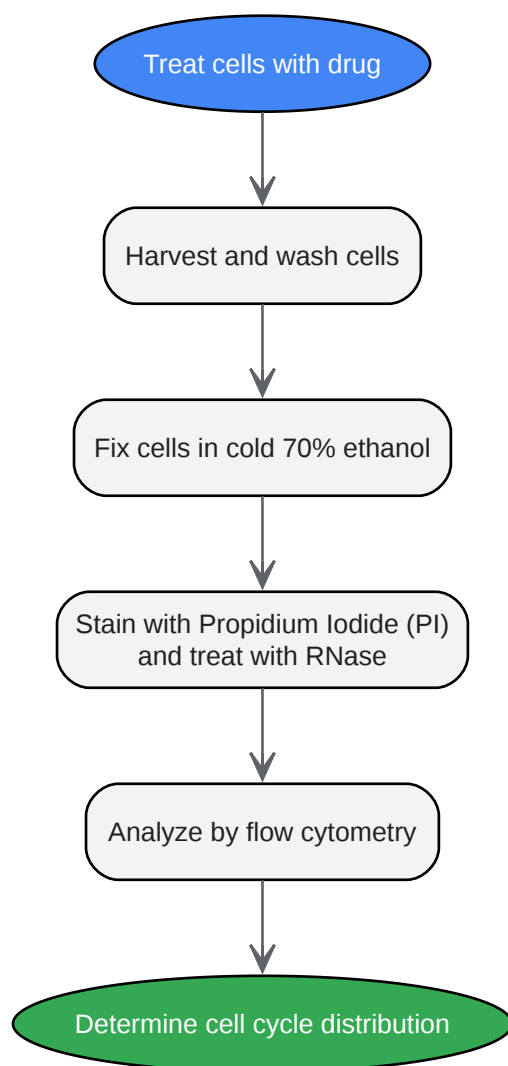 Treat cells with drug
Harvest and wash cells
Fix cells in cold 70% ethanol
Stain with Propidium Iodide (PI)
and treat with RNase
Analyze by flow cytometry
Determine cell cycle distribution